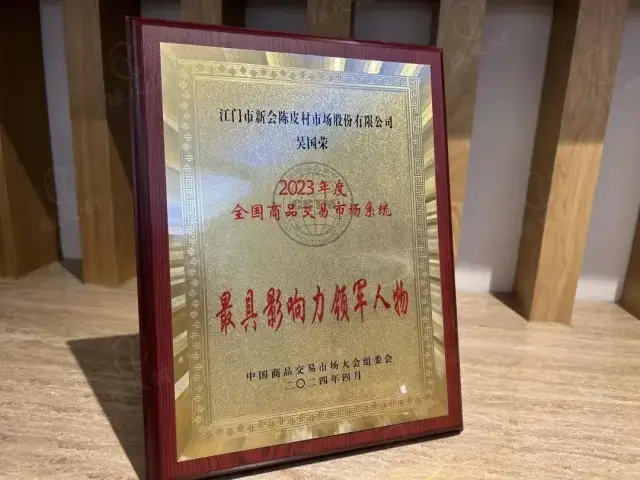 江门市新会陈皮村市场股份有限公司
吴国荣
2023年度
全国商品交易市场系统
最具影响力领军人物
中国商品交易市场大会组委会
二〇二四年四月